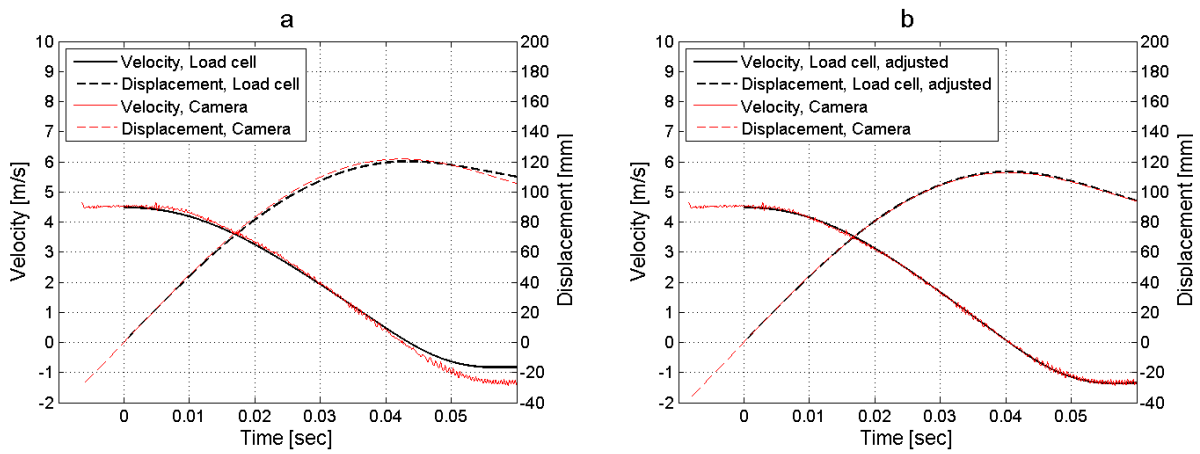 a
10
9
8
7
6
5
4
3
2
1
0
-1
-2
Velocity [m/s]
Velocity, Load cell
Displacement, Load cell
Velocity, Camera
Displacement, Camera
200
180
160
140
120
100
80
60
40
20
0
-20
-40
Displacement [mm]
0 0.01 0.02 0.03 0.04 0.05
Time [sec]
b
10
9
8
7
6
5
4
3
2
1
0
-1
-2
Velocity [m/s]
Velocity, Load cell, adjusted
Displacement, Load cell, adjusted
Velocity, Camera
Displacement, Camera
200
180
160
140
120
100
80
60
40
20
0
-20
-40
Displacement [mm]
0 0.01 0.02 0.03 0.04 0.05
Time [sec]